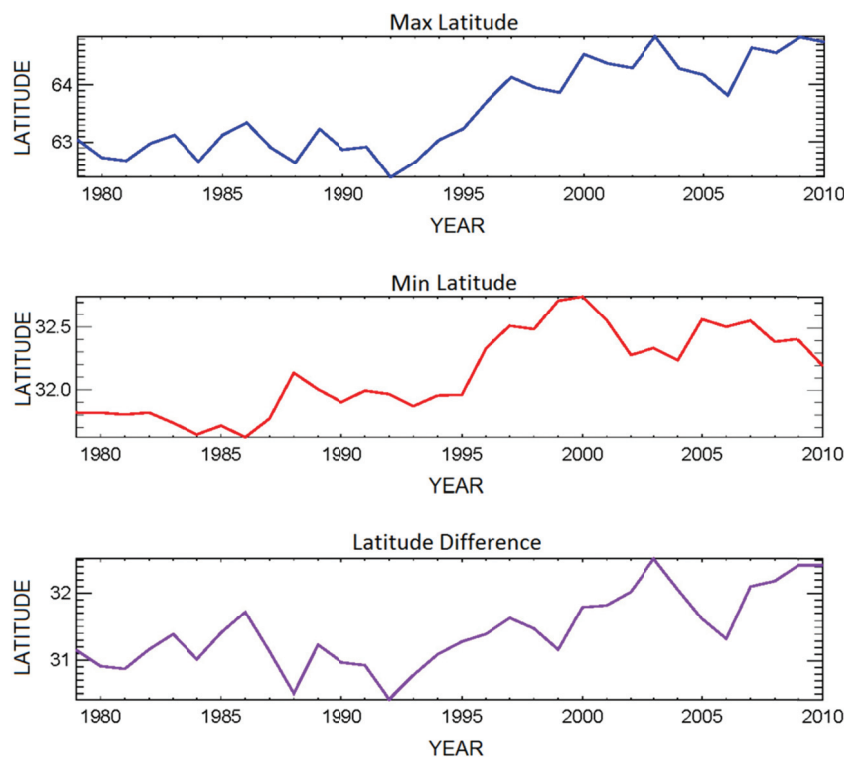 Max Latitude
LATITUDE
64
63
1980 1985 1990 1995 2000 2005 2010
YEAR
Min Latitude
LATITUDE
32.5
32.0
1980 1985 1990 1995 2000 2005 2010
YEAR
Latitude Difference
LATITUDE
32
31
1980 1985 1990 1995 2000 2005 2010
YEAR